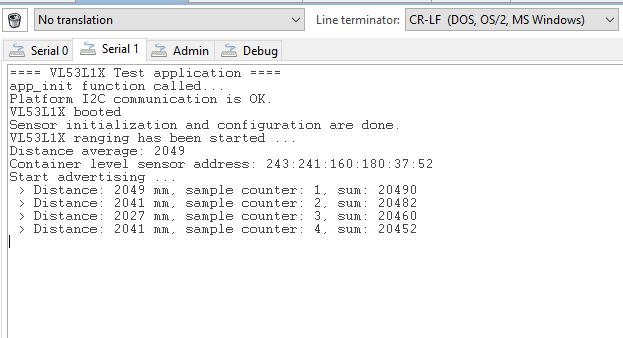 No translation
Line terminator: CR-LF (DOS, OS/2, MS Windows)
Serial 0 Serial 1 Admin Debug
==== VL53L1X Test application ====
app_init function called...
Platform I2C communication is OK.
VL53L1X booted
Sensor initialization and configuration are done.
VL53L1X ranging has been started ...
Distance average: 2049
Container level sensor address: 243:241:160:180:37:52
Start advertising ...
> Distance: 2049 mm, sample counter: 1, sum: 20490
> Distance: 2041 mm, sample counter: 2, sum: 20482
> Distance: 2027 mm, sample counter: 3, sum: 20460
> Distance: 2041 mm, sample counter: 4, sum: 20452